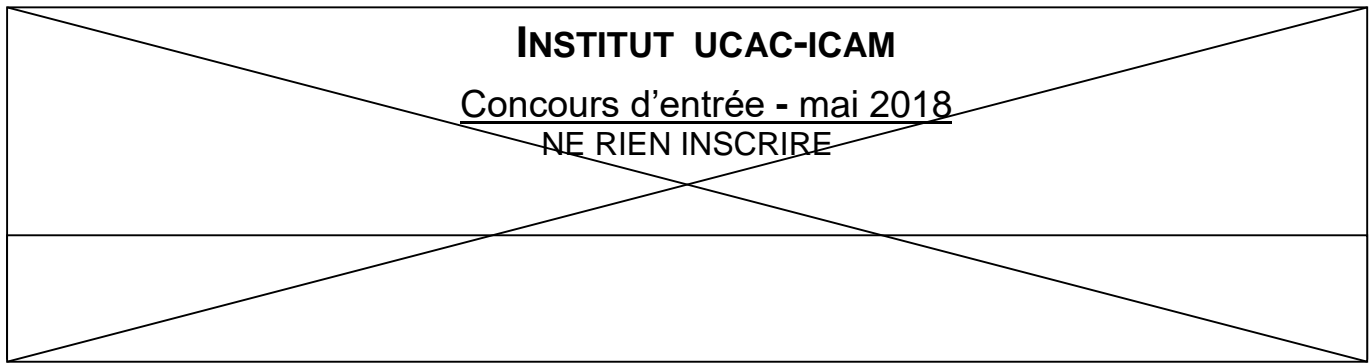 INSTITUT UCAC-ICAM
Concours d’entrée - mai 2018
NE RIEN INSCRIRE